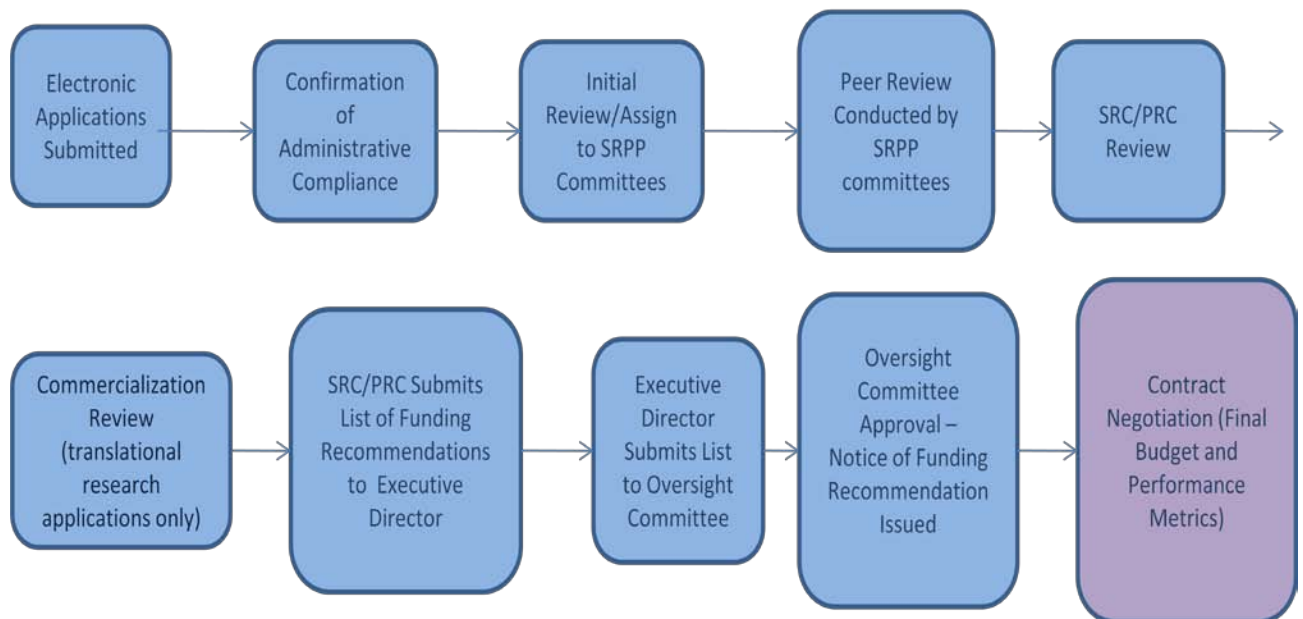 Electronic
Applications
Submitted
Confirmation
of
Administrative
Compliance
Initial
Review/Assign
to SRPP
Committees
Peer Review
Conducted by
SRPP
committees
SRC/PRC
Review
Commercialization
Review
(translational
research
applications only)
SRC/PRC Submits
List of Funding
Recommendations
to Executive
Director
Executive
Director
Submits List
to Oversight
Committee
Oversight
Committee
Approval –
Notice of Funding
Recommendation
Issued
Contract
Negotiation (Final
Budget and
Performance
Metrics)